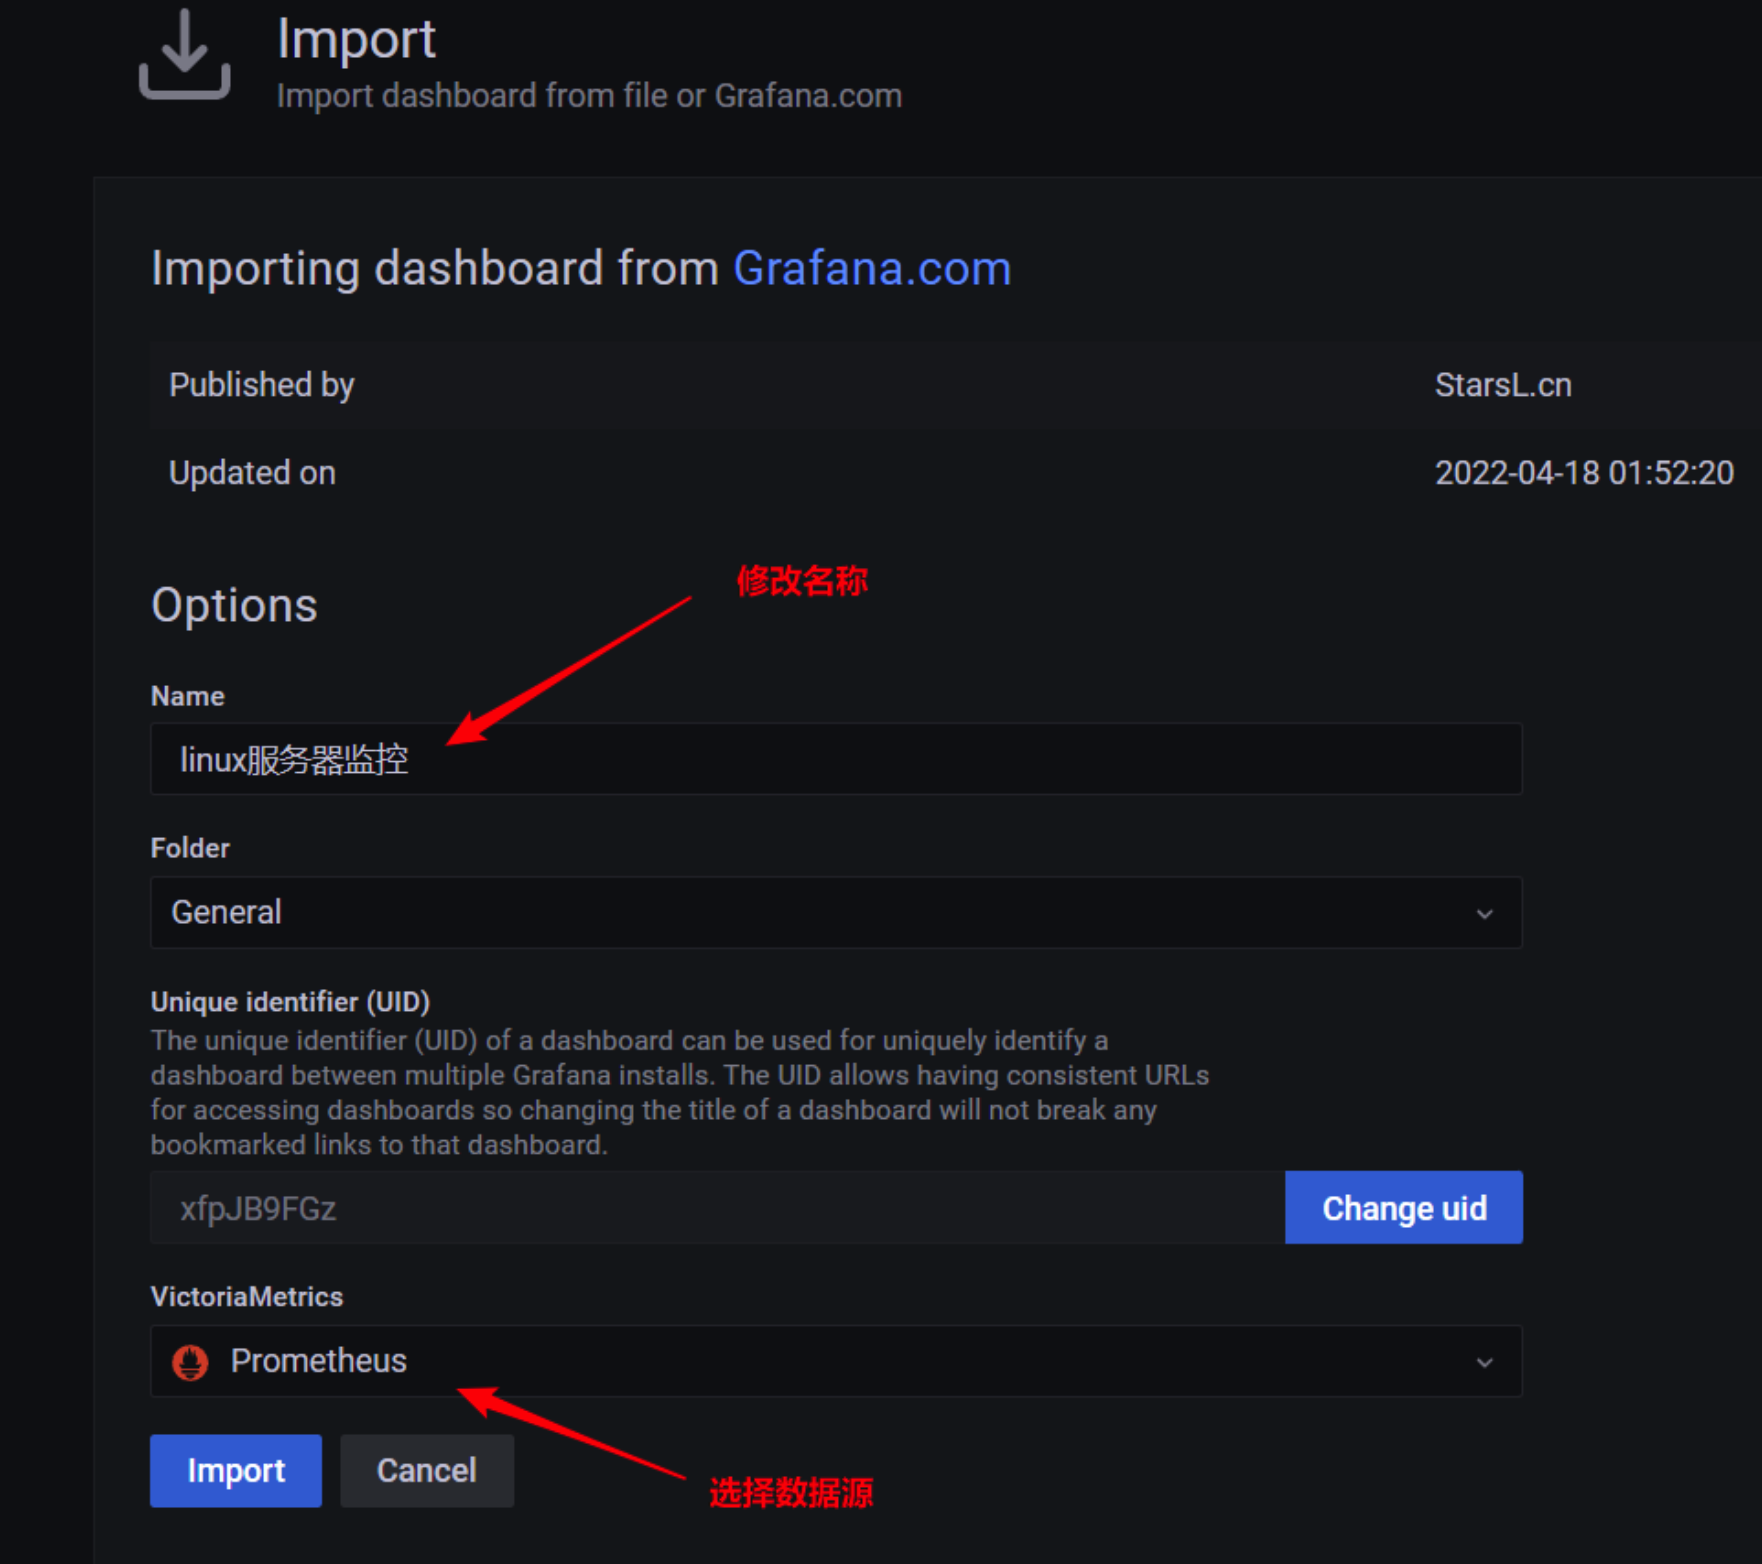 Import
Import dashboard from file or Grafana.com
Importing dashboard from Grafana.com
Published by
StarsL.cn
Updated on
2022-04-18 01:52:20
修改名称
Options
Name
linux服务器监控
Folder
General
Unique identifier (UID)
The unique identifier (UID) of a dashboard can be used for uniquely identify a
dashboard between multiple Grafana installs. The UID allows having consistent URLs
for accessing dashboards so changing the title of a dashboard will not break any
bookmarked links to that dashboard.
xfpJB9FGz
Change uid
VictoriaMetrics
Prometheus
Import
Cancel
选择数据源